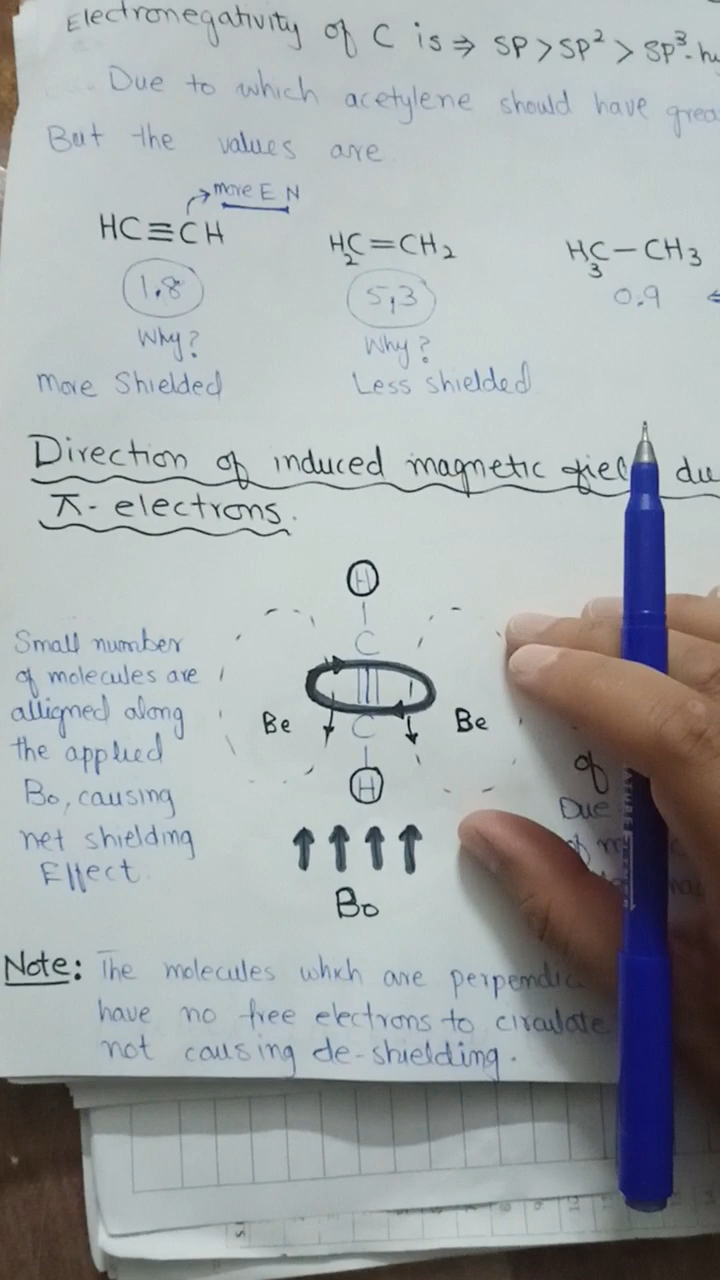 Electronegativity of C is ⇒ SP > SP² > SP³-
Due to which acetylene should have
But the values are
more E N
HC≡CH
H₂C=CH₂
H₃C−CH₃
1,8
5,3
0.9
Why?
Why?
more Shielded
Less shielded
Direction of induced magnetic
π- electrons.
H
C
C
H
Be
Be
Small number
of molecules are
alligned along
the applied
Bo, causing
net shielding
Effect.
Bo
of
Due
Note: The molecules which are
have no free electrons to circulate
not causing de-shielding.